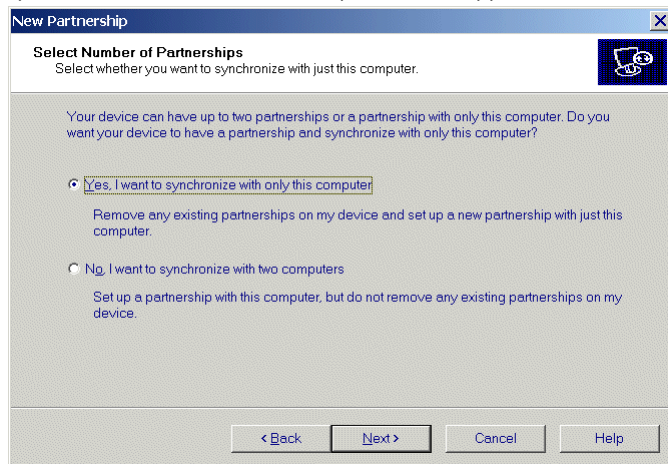 New Partnership
Select Number of Partnerships
Select whether you want to synchronize with just this computer.
Your device can have up to two partnerships or a partnership with only this computer. Do you
want your device to have a partnership and synchronize with only this computer?
Yes, I want to synchronize with only this computer
Remove any existing partnerships on my device and set up a new partnership with just this
computer.
No, I want to synchronize with two computers
Set up a partnership with this computer, but do not remove any existing partnerships on my
device.
< Back Next > Cancel Help